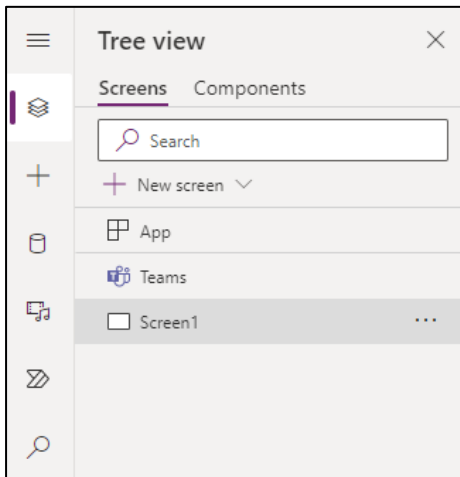 Tree view
Screens Components
Search
New screen
App
Teams
Screen1